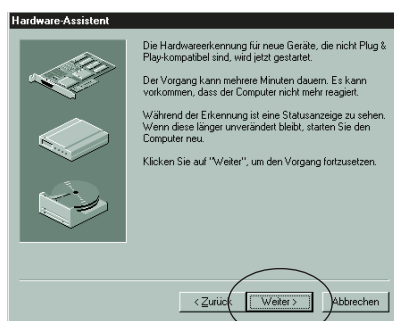 Hardware-Assistent
Die Hardwareerkennung für neue Geräte, die nicht Plug &
Play-kompatibel sind, wird jetzt gestartet.
Der Vorgang kann mehrere Minuten dauern. Es kann
vorkommen, dass der Computer nicht mehr reagiert.
Während der Erkennung ist eine Statusanzeige zu sehen.
Wenn diese länger unverändert bleibt, starten Sie den
Computer neu.
Klicken Sie auf "Weiter", um den Vorgang fortzusetzen.
< Zurück Weiter > Abbrechen